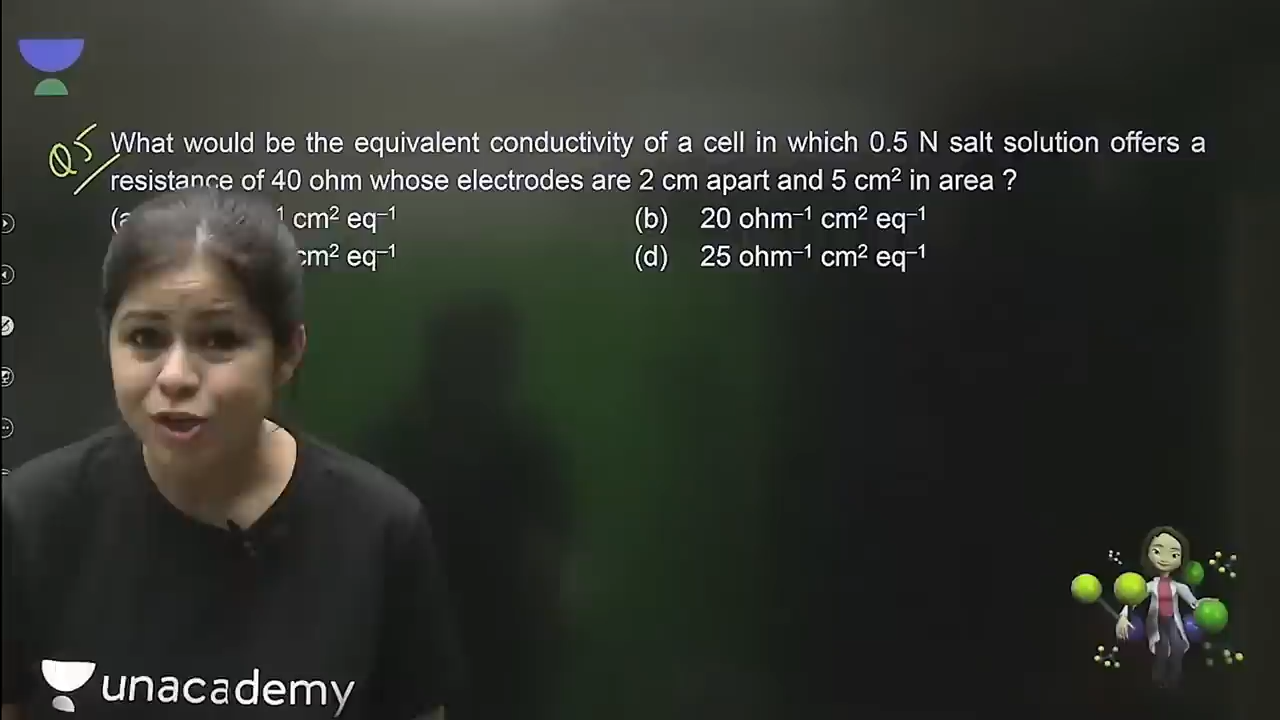 Q5
What would be the equivalent conductivity of a cell in which 0.5 N salt solution offers a
resistance of 40 ohm whose electrodes are 2 cm apart and 5 cm² in area ?
cm² eq⁻¹ (b) 20 ohm⁻¹ cm² eq⁻¹
cm² eq⁻¹ (d) 25 ohm⁻¹ cm² eq⁻¹
unacademy